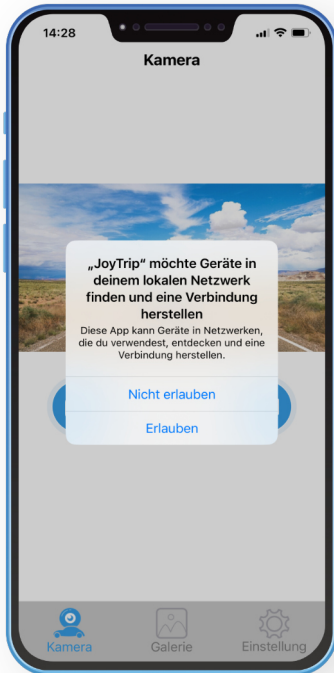 14:28
Kamera
„JoyTrip“ möchte Geräte in
deinem lokalen Netzwerk
finden und eine Verbindung
herstellen
Diese App kann Geräte in Netzwerken,
die du verwendest, entdecken und eine
Verbindung herstellen.
Nicht erlauben
Erlauben
Kamera
Galerie
Einstellung